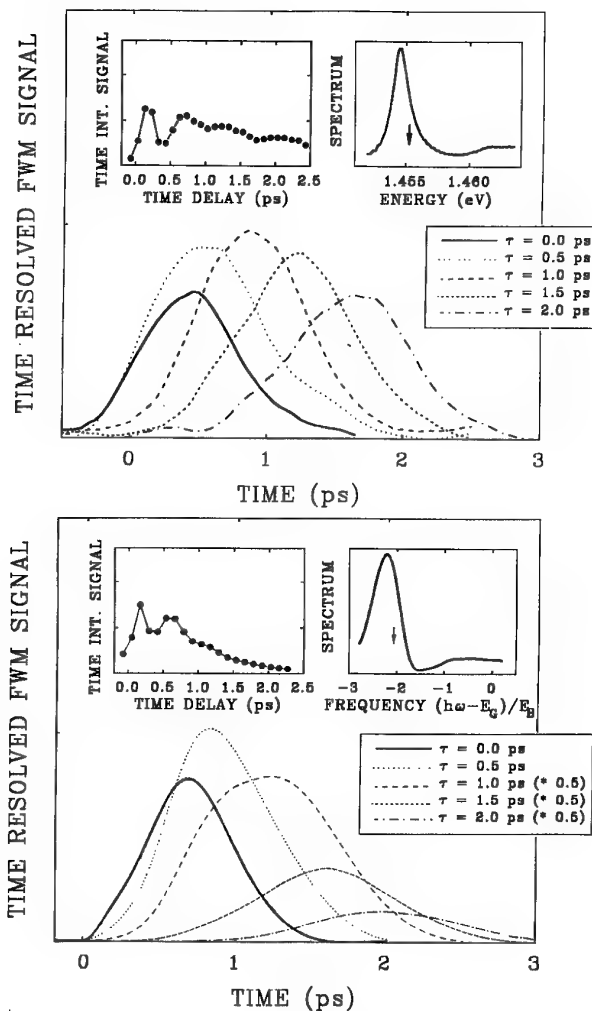 TIME RESOLVED FWM SIGNAL
TIME INT. SIGNAL
0.0 0.5 1.0 1.5 2.0 2.5
TIME DELAY (ps)
SPECTRUM
1.455 1.460
ENERGY (eV)
τ = 0.0 ps
τ = 0.5 ps
τ = 1.0 ps
τ = 1.5 ps
τ = 2.0 ps
0 1 2 3
TIME (ps)
TIME RESOLVED FWM SIGNAL
TIME INT. SIGNAL
0.0 0.5 1.0 1.5 2.0 2.5
TIME DELAY (ps)
SPECTRUM
−3 −2 −1 0
FREQUENCY (ħω−E_G)/E_B
τ = 0.0 ps
τ = 0.5 ps
τ = 1.0 ps (* 0.5)
τ = 1.5 ps (* 0.5)
τ = 2.0 ps (* 0.5)
0 1 2 3
TIME (ps)